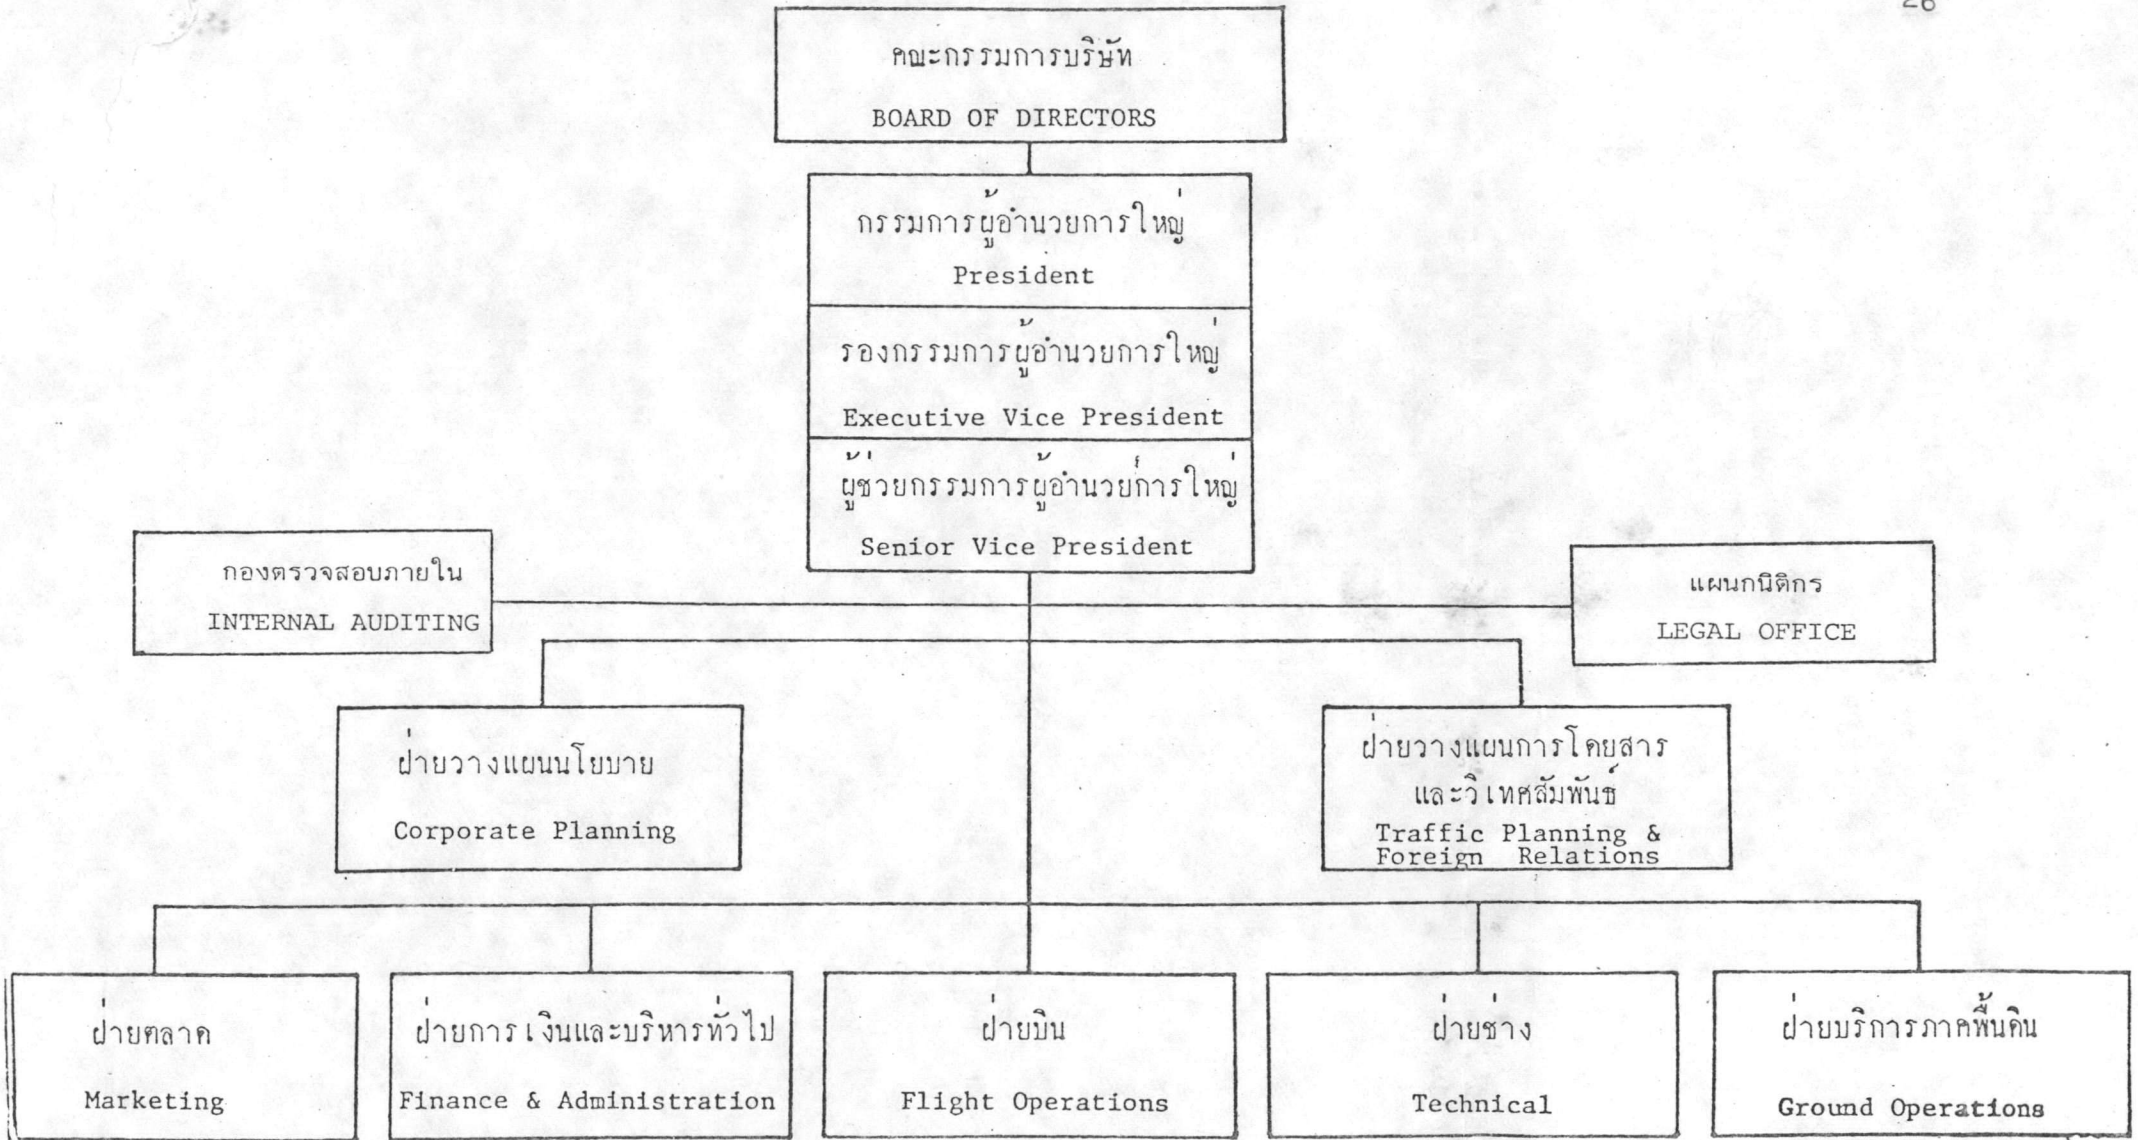 26
คณะกรรมการบริษัท
BOARD OF DIRECTORS
กรรมการผู้อำนวยการใหญ่
President
รองกรรมการผู้อำนวยการใหญ่
Executive Vice President
ผู้ช่วยกรรมการผู้อำนวยการใหญ่
Senior Vice President
กองตรวจสอบภายใน
INTERNAL AUDITING
แผนกนิติกร
LEGAL OFFICE
ฝ่ายวางแผนนโยบาย
Corporate Planning
ฝ่ายวางแผนการโดยสาร
และวิเทศสัมพันธ์
Traffic Planning &
Foreign Relations
ฝ่ายตลาด
Marketing
ฝ่ายการเงินและบริหารทั่วไป
Finance & Administration
ฝ่ายบิน
Flight Operations
ฝ่ายช่าง
Technical
ฝ่ายบริการภาคพื้นดิน
Ground Operations